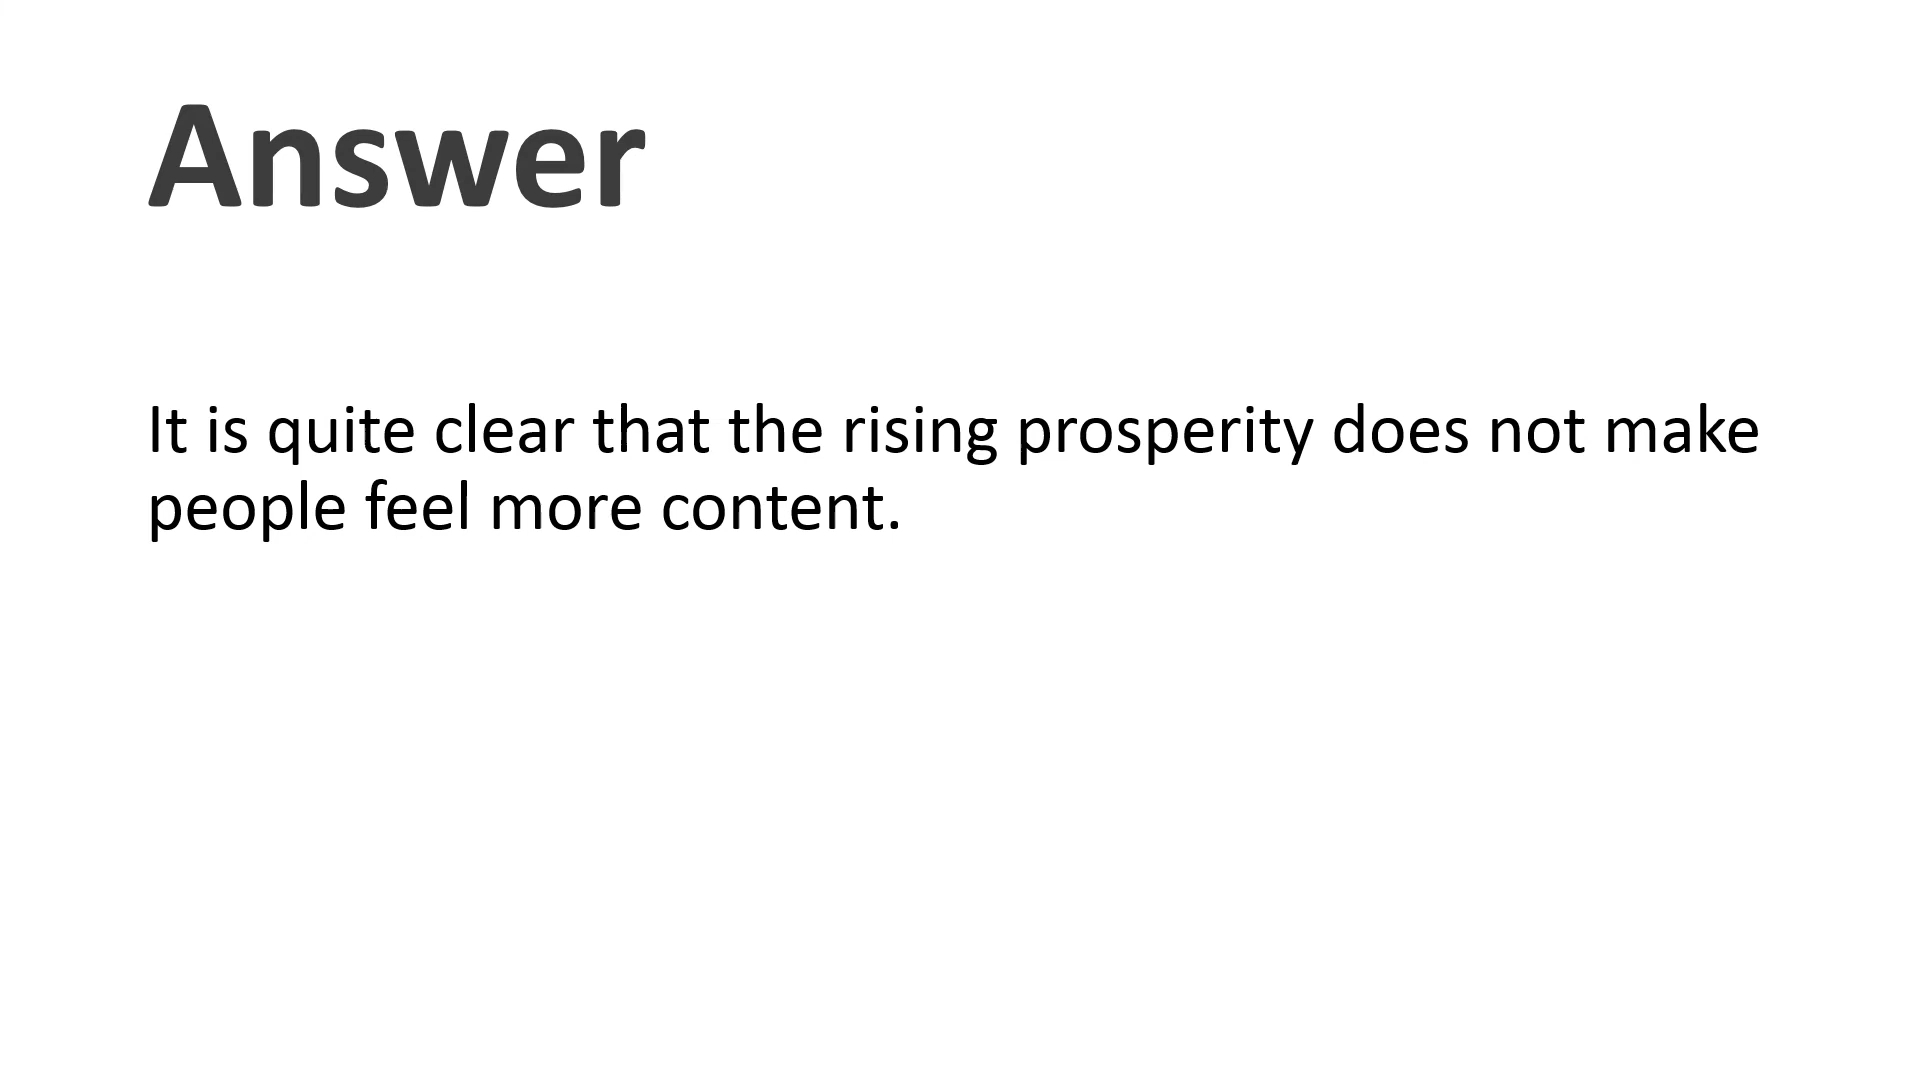 Answer
It is quite clear that the rising prosperity does not make
people feel more content.